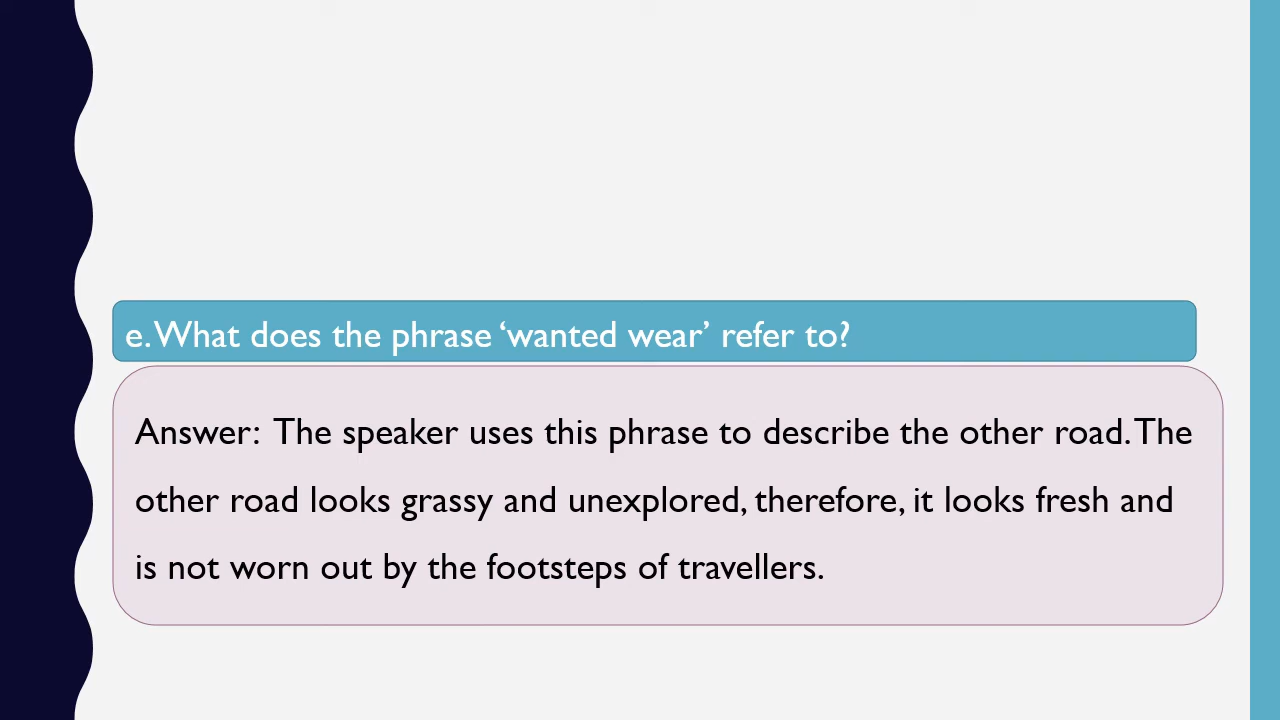 e. What does the phrase ‘wanted wear’ refer to?
Answer: The speaker uses this phrase to describe the other road. The
other road looks grassy and unexplored, therefore, it looks fresh and
is not worn out by the footsteps of travellers.